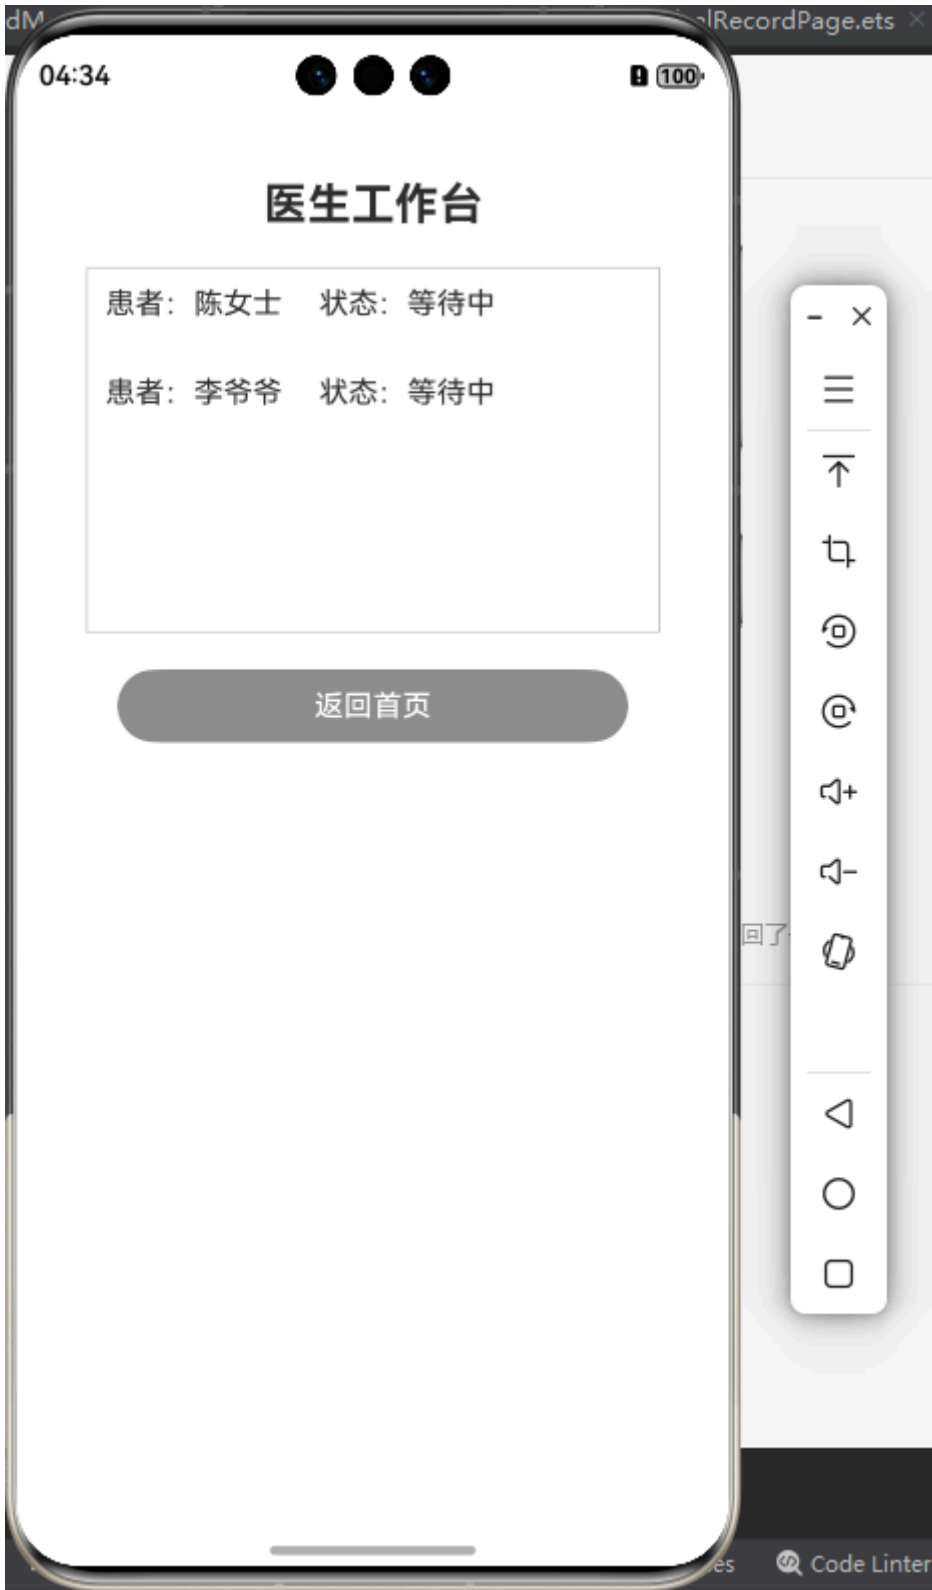 dM
alRecordPage.ets
04:34
100
医生工作台
患者：陈女士 状态：等待中
患者：李爷爷 状态：等待中
返回首页
回了
es
Code Linter